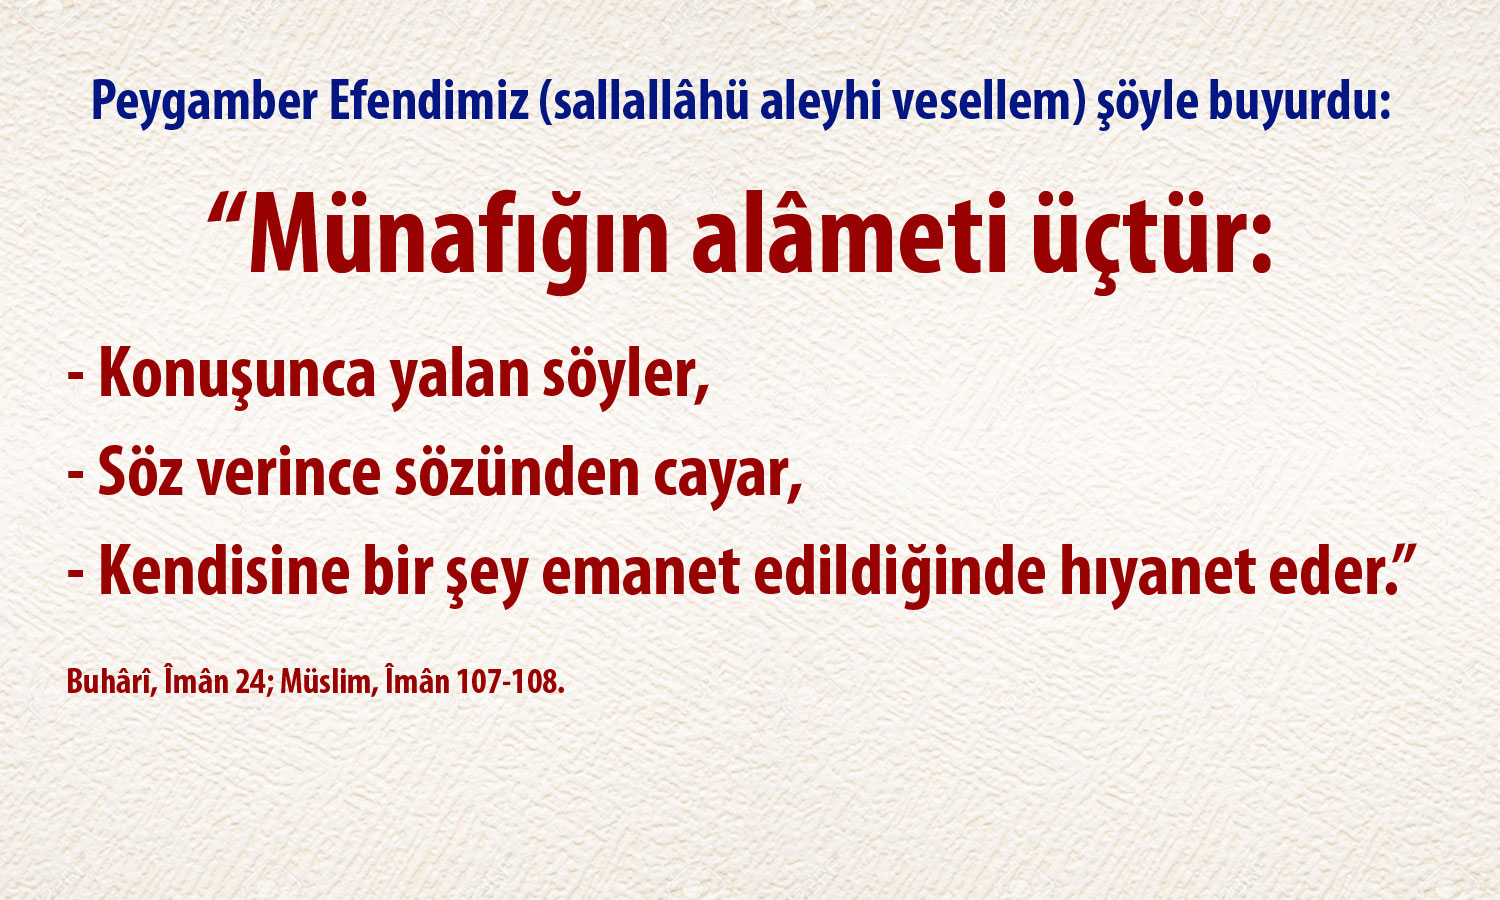 Peygamber Efendimiz (sallallâhü aleyhi vesellem) şöyle buyurdu:
“Münafığın alâmeti üçtür:
- Konuşunca yalan söyler,
- Söz verince sözünden cayar,
- Kendisine bir şey emanet edildiğinde hıyanet eder.”
Buhârî, Îmân 24; Müslim, Îmân 107-108.